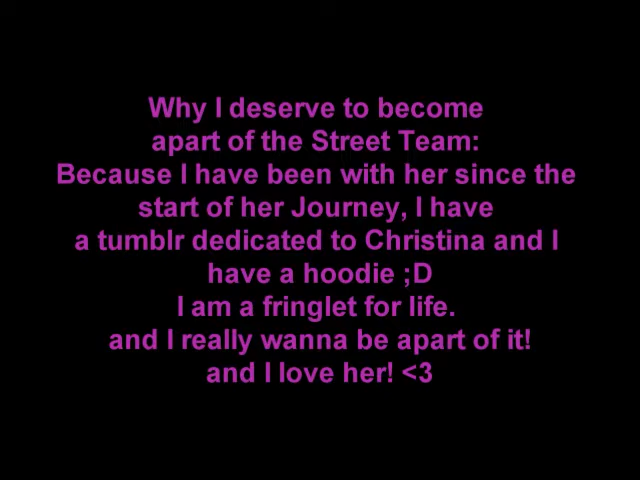 Why I deserve to become
apart of the Street Team:
Because I have been with her since the
start of her Journey, I have
a tumblr dedicated to Christina and I
have a hoodie ;D
I am a fringlet for life.
and I really wanna be apart of it!
and I love her! <3